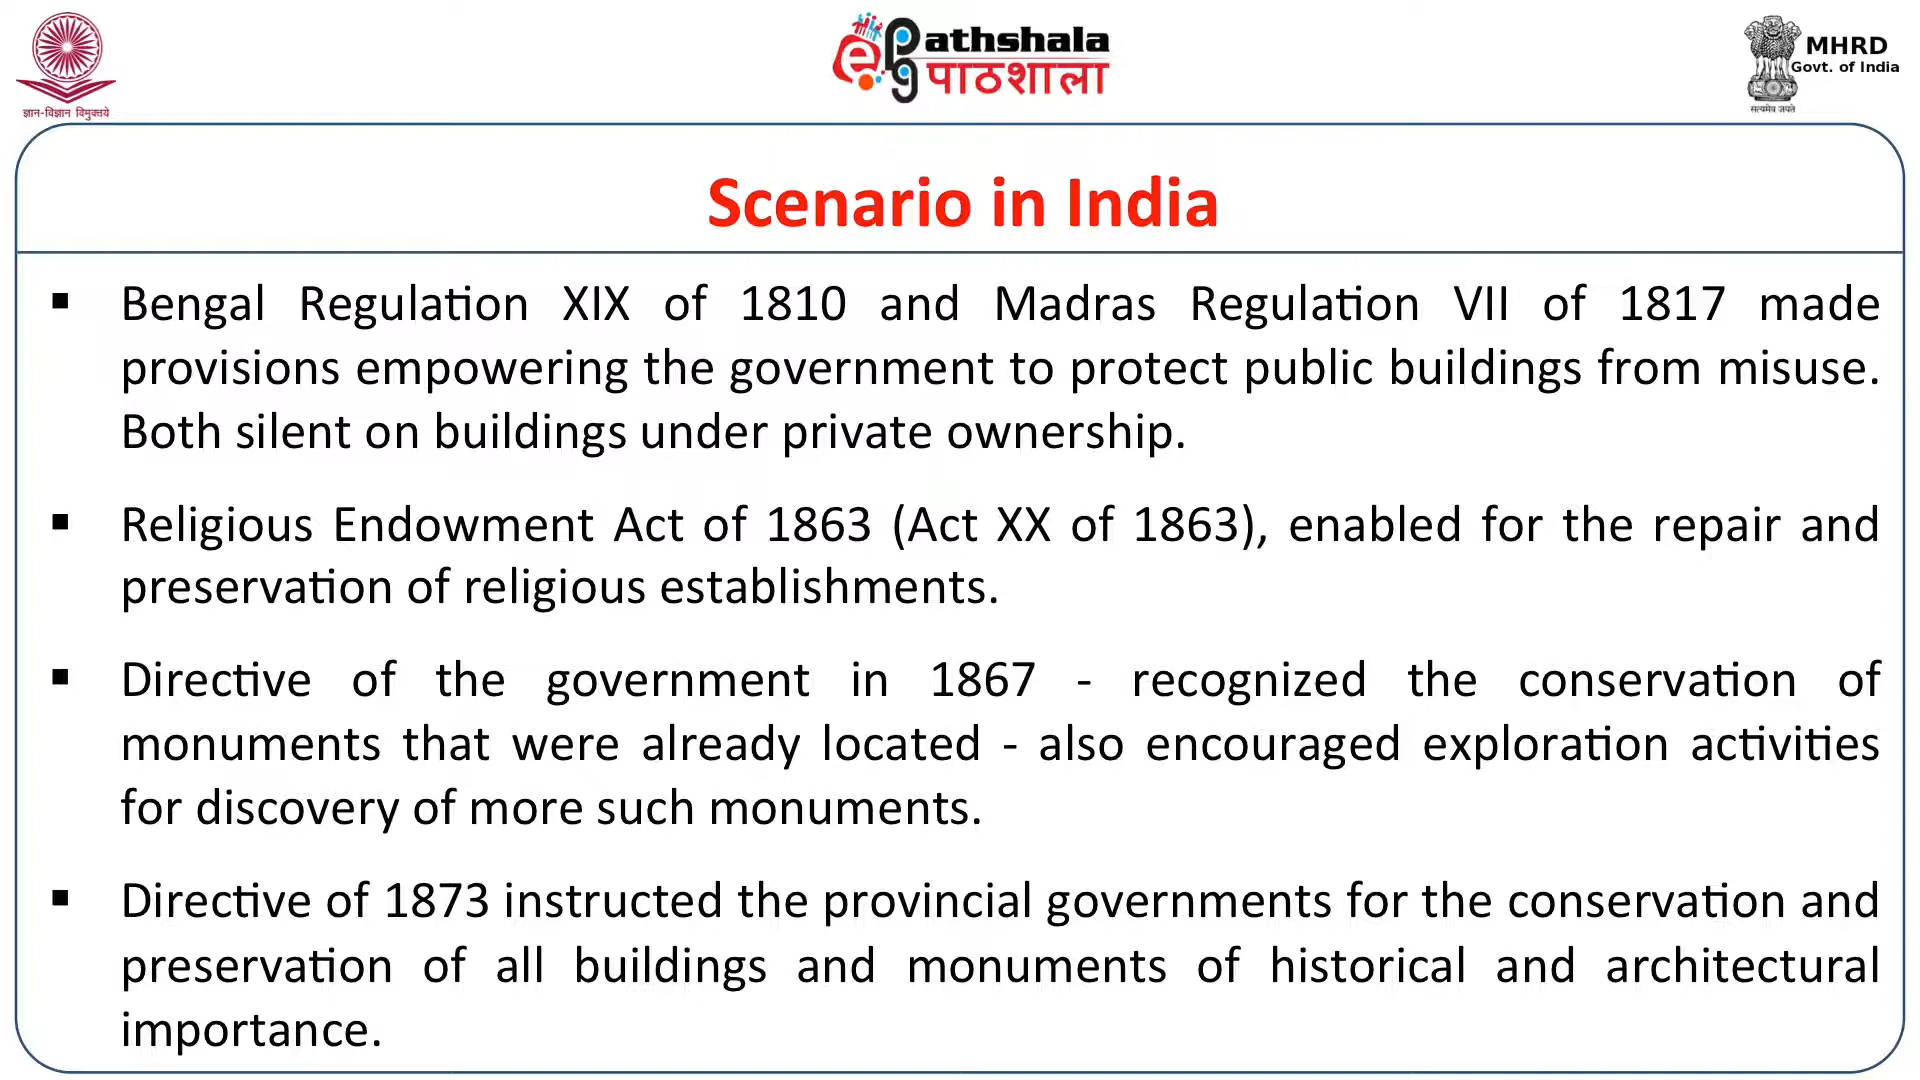 ज्ञान-विज्ञान विमुक्तये
ePathshala
पाठशाला
MHRD
Govt. of India
सत्यमेव जयते
Scenario in India
▪ Bengal Regulation XIX of 1810 and Madras Regulation VII of 1817 made
provisions empowering the government to protect public buildings from misuse.
Both silent on buildings under private ownership.
▪ Religious Endowment Act of 1863 (Act XX of 1863), enabled for the repair and
preservation of religious establishments.
▪ Directive of the government in 1867 - recognized the conservation of
monuments that were already located - also encouraged exploration activities
for discovery of more such monuments.
▪ Directive of 1873 instructed the provincial governments for the conservation and
preservation of all buildings and monuments of historical and architectural
importance.